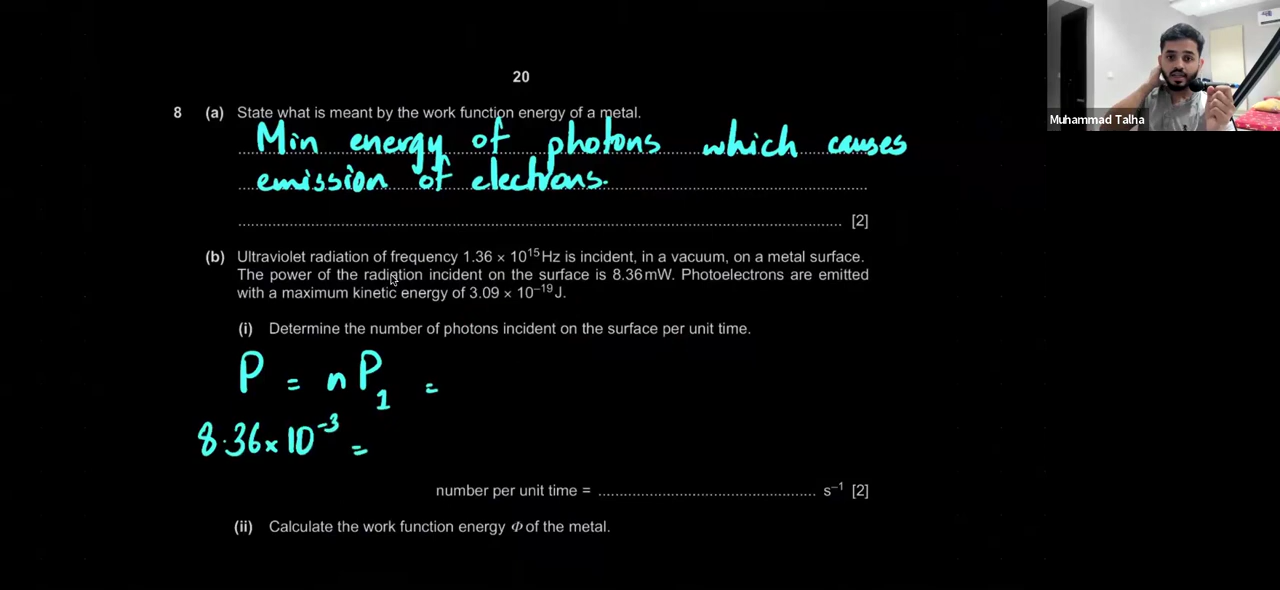 20
8 (a) State what is meant by the work function energy of a metal.
Min energy of photons which causes
emission of electrons.
[2]
(b) Ultraviolet radiation of frequency 1.36 × 10¹⁵ Hz is incident, in a vacuum, on a metal surface.
The power of the radiation incident on the surface is 8.36 mW. Photoelectrons are emitted
with a maximum kinetic energy of 3.09 × 10⁻¹⁹ J.
(i) Determine the number of photons incident on the surface per unit time.
P = nP₁ =
8.36 × 10⁻³ =
number per unit time = ................................................... s⁻¹ [2]
(ii) Calculate the work function energy Φ of the metal.
Muhammad Talha